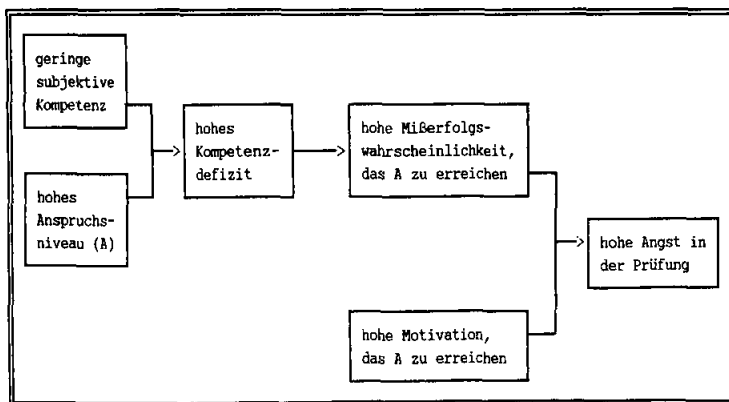 geringe
subjektive
Kompetenz
hohes
Anspruchs-
niveau (A)
hohes
Kompetenz-
defizit
hohe Mißerfolgs-
wahrscheinlichkeit,
das A zu erreichen
hohe Motivation,
das A zu erreichen
hohe Angst in
der Prüfung